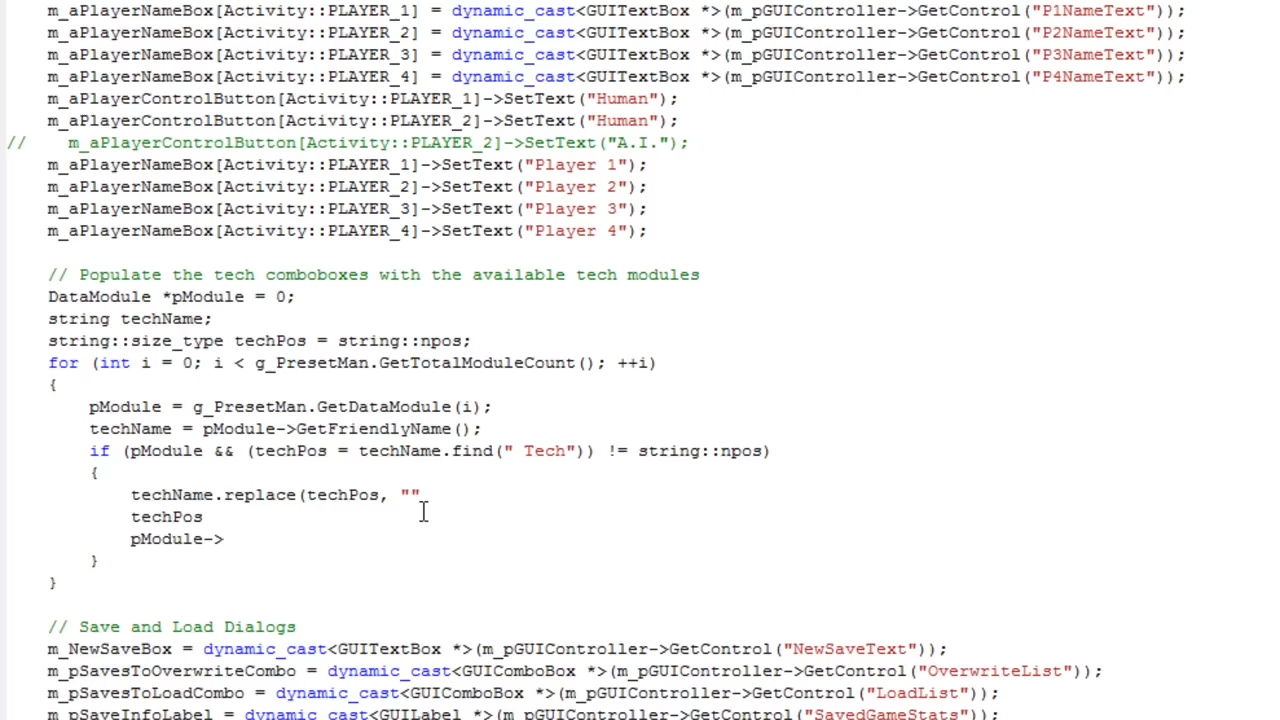 m_aPlayerNameBox[Activity::PLAYER_1] = dynamic_cast<GUITextBox *>(m_pGUIController->GetControl("P1NameText"));
m_aPlayerNameBox[Activity::PLAYER_2] = dynamic_cast<GUITextBox *>(m_pGUIController->GetControl("P2NameText"));
m_aPlayerNameBox[Activity::PLAYER_3] = dynamic_cast<GUITextBox *>(m_pGUIController->GetControl("P3NameText"));
m_aPlayerNameBox[Activity::PLAYER_4] = dynamic_cast<GUITextBox *>(m_pGUIController->GetControl("P4NameText"));
m_aPlayerControlButton[Activity::PLAYER_1]->SetText("Human");
m_aPlayerControlButton[Activity::PLAYER_2]->SetText("Human");
// m_aPlayerControlButton[Activity::PLAYER_2]->SetText("A.I.");
m_aPlayerNameBox[Activity::PLAYER_1]->SetText("Player 1");
m_aPlayerNameBox[Activity::PLAYER_2]->SetText("Player 2");
m_aPlayerNameBox[Activity::PLAYER_3]->SetText("Player 3");
m_aPlayerNameBox[Activity::PLAYER_4]->SetText("Player 4");
// Populate the tech comboboxes with the available tech modules
DataModule *pModule = 0;
string techName;
string::size_type techPos = string::npos;
for (int i = 0; i < g_PresetMan.GetTotalModuleCount(); ++i)
{
pModule = g_PresetMan.GetDataModule(i);
techName = pModule->GetFriendlyName();
if (pModule && (techPos = techName.find(" Tech")) != string::npos)
{
techName.replace(techPos, ""
techPos
pModule->
}
}
// Save and Load Dialogs
m_NewSaveBox = dynamic_cast<GUITextBox *>(m_pGUIController->GetControl("NewSaveText"));
m_pSavesToOverwriteCombo = dynamic_cast<GUIComboBox *>(m_pGUIController->GetControl("OverwriteList"));
m_pSavesToLoadCombo = dynamic_cast<GUIComboBox *>(m_pGUIController->GetControl("LoadList"));
m_pSaveInfoLabel = dynamic_cast<GUILabel *>(m_pGUIController->GetControl("SavedGameStats"));